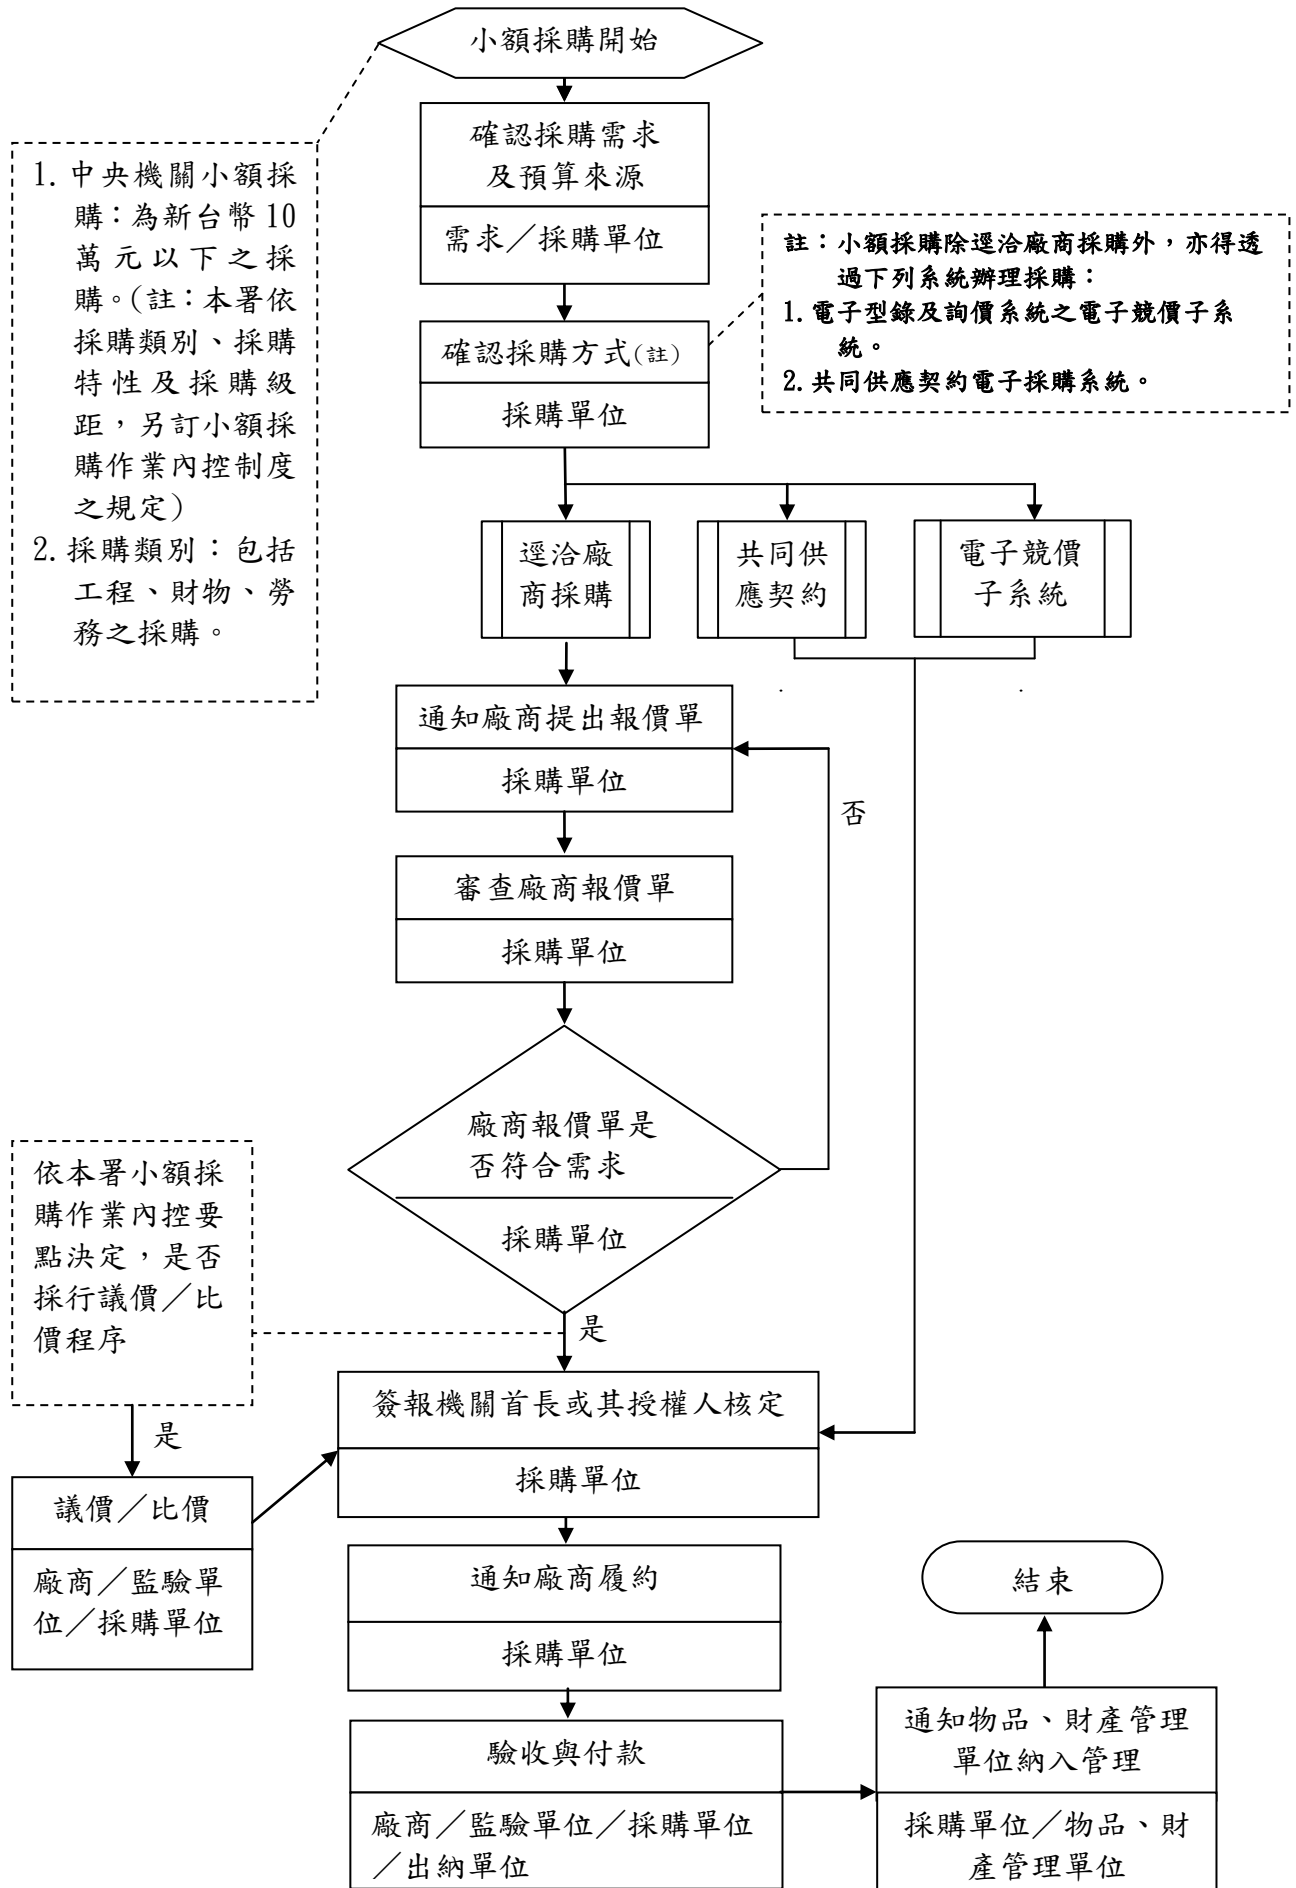 小額採購開始
確認採購需求
及預算來源
需求／採購單位
1. 中央機關小額採
購：為新台幣 10
萬元以下之採
購。(註：本署依
採購類別、採購
特性及採購級
距，另訂小額採
購作業內控制度
之規定)
2. 採購類別：包括
工程、財物、勞
務之採購。
註：小額採購除逕洽廠商採購外，亦得透
過下列系統辦理採購：
1. 電子型錄及詢價系統之電子競價子系
統。
2. 共同供應契約電子採購系統。
確認採購方式(註)
採購單位
逕洽廠
商採購
共同供
應契約
電子競價
子系統
通知廠商提出報價單
採購單位
否
審查廠商報價單
採購單位
廠商報價單是
否符合需求
採購單位
依本署小額採
購作業內控要
點決定，是否
採行議價／比
價程序
是
是
簽報機關首長或其授權人核定
採購單位
議價／比價
廠商／監驗單
位／採購單位
通知廠商履約
採購單位
結束
驗收與付款
廠商／監驗單位／採購單位
／出納單位
通知物品、財產管理
單位納入管理
採購單位／物品、財
產管理單位